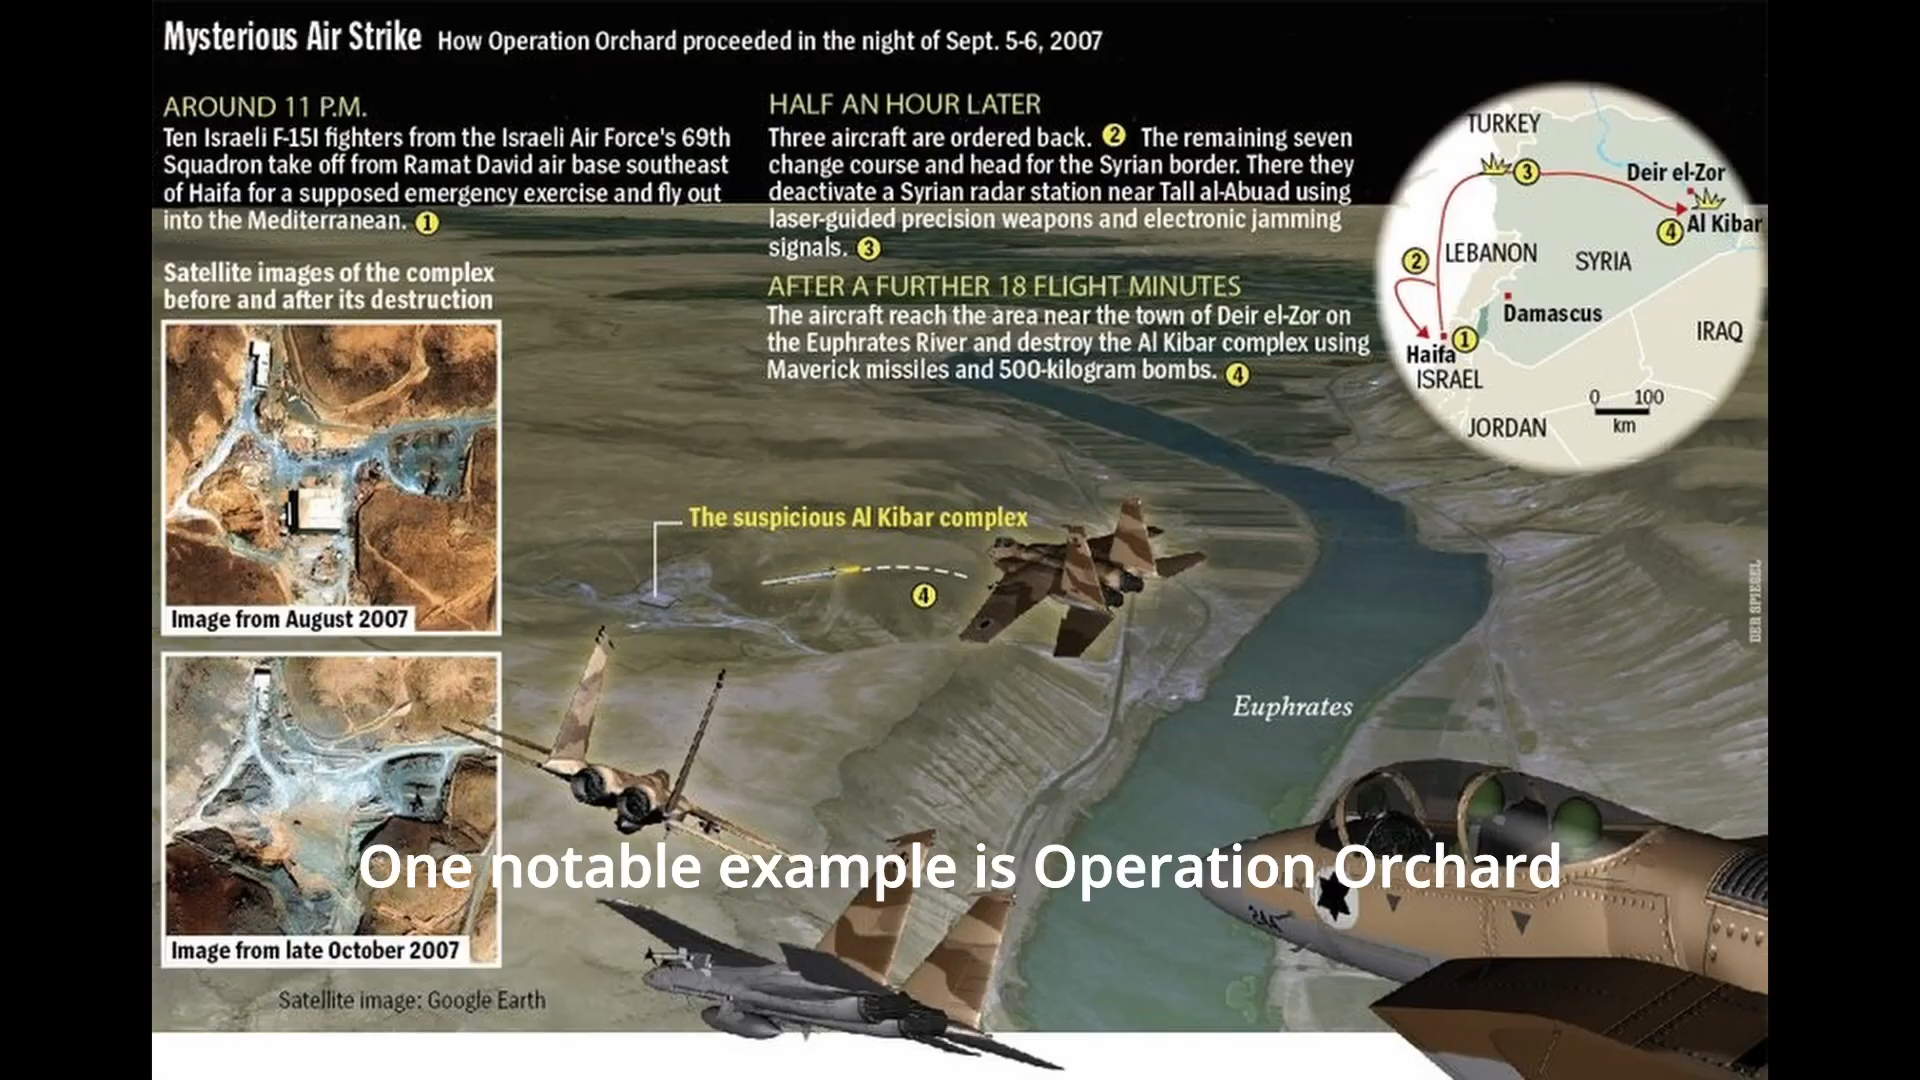 Mysterious Air Strike How Operation Orchard proceeded in the night of Sept. 5-6, 2007
AROUND 11 P.M.
Ten Israeli F-15I fighters from the Israeli Air Force's 69th
Squadron take off from Ramat David air base southeast
of Haifa for a supposed emergency exercise and fly out
into the Mediterranean. 1
HALF AN HOUR LATER
Three aircraft are ordered back. 2 The remaining seven
change course and head for the Syrian border. There they
deactivate a Syrian radar station near Tall al-Abuad using
laser-guided precision weapons and electronic jamming
signals. 3
AFTER A FURTHER 18 FLIGHT MINUTES
The aircraft reach the area near the town of Deir el-Zor on
the Euphrates River and destroy the Al Kibar complex using
Maverick missiles and 500-kilogram bombs. 4
TURKEY
3
Deir el-Zor
Al Kibar
4
LEBANON
2
SYRIA
Damascus
IRAQ
1
Haifa
ISRAEL
0 100
km
JORDAN
Satellite images of the complex
before and after its destruction
Image from August 2007
Image from late October 2007
Satellite image: Google Earth
The suspicious Al Kibar complex
4
Euphrates
DER SPIEGEL
One notable example is Operation Orchard